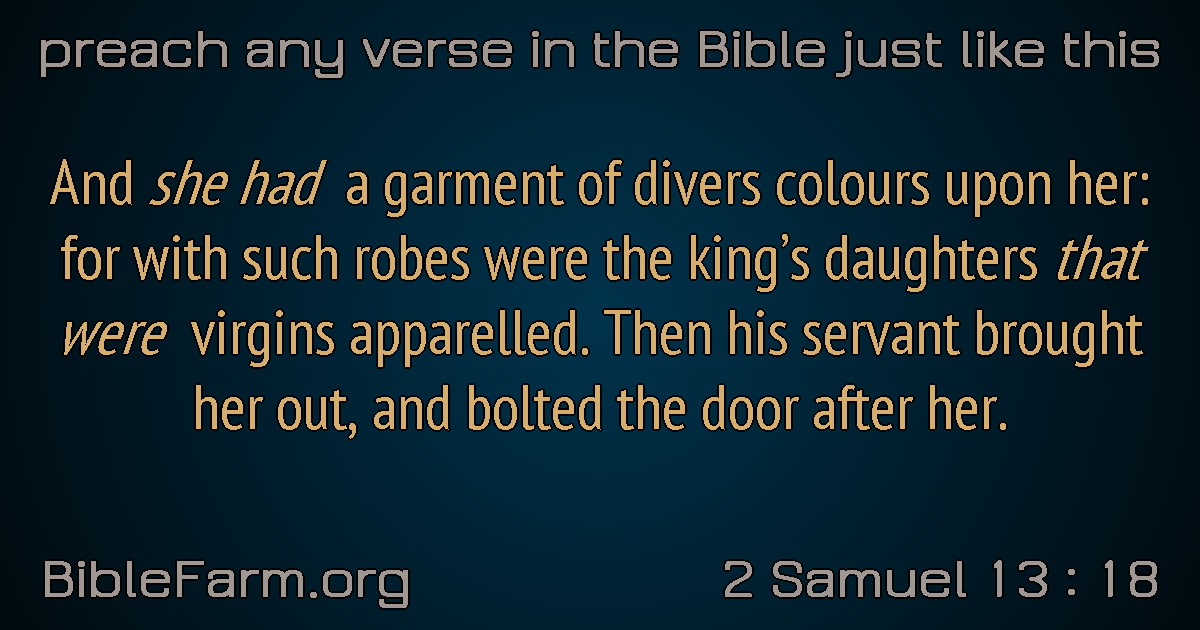 preach any verse in the Bible just like this
And she had a garment of divers colours upon her:
for with such robes were the king’s daughters that
were virgins apparelled. Then his servant brought
her out, and bolted the door after her.
BibleFarm.org
2 Samuel 13 : 18